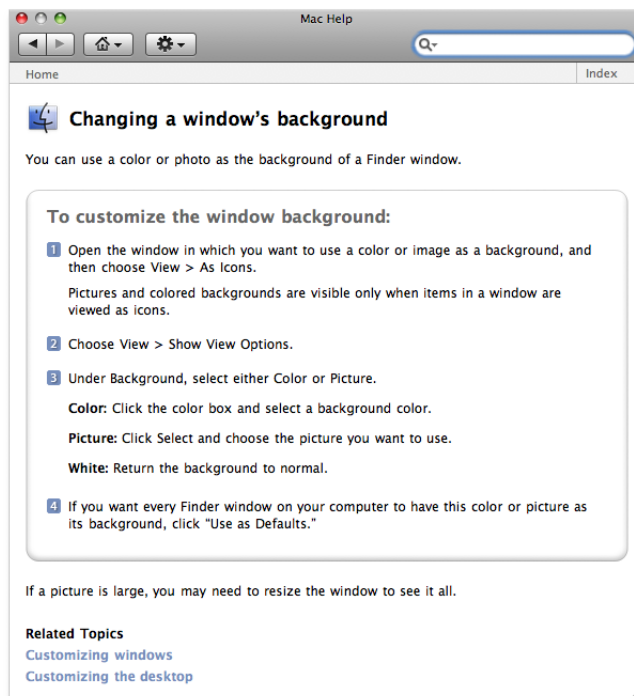 Mac Help
Home
Index
Changing a window's background
You can use a color or photo as the background of a Finder window.
To customize the window background:
1 Open the window in which you want to use a color or image as a background, and
then choose View > As Icons.
Pictures and colored backgrounds are visible only when items in a window are
viewed as icons.
2 Choose View > Show View Options.
3 Under Background, select either Color or Picture.
Color: Click the color box and select a background color.
Picture: Click Select and choose the picture you want to use.
White: Return the background to normal.
4 If you want every Finder window on your computer to have this color or picture as
its background, click “Use as Defaults.”
If a picture is large, you may need to resize the window to see it all.
Related Topics
Customizing windows
Customizing the desktop